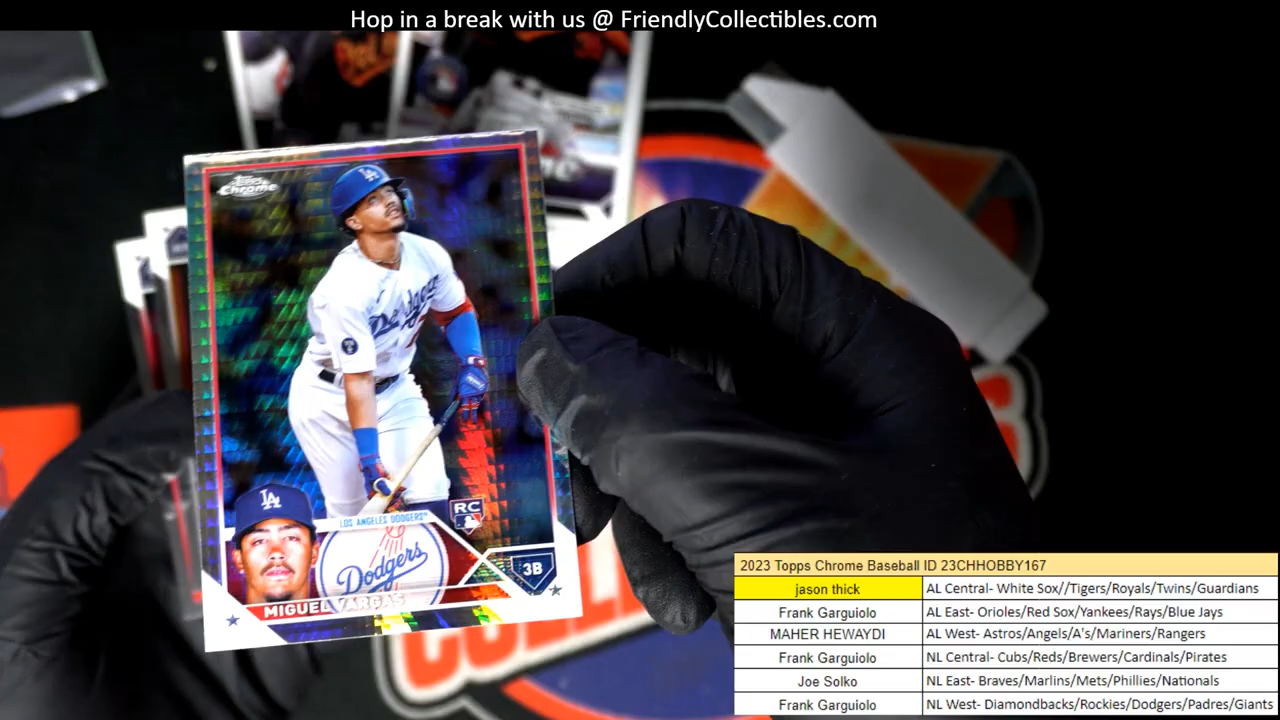 Hop in a break with us @ FriendlyCollectibles.com
Topps
Chrome
LA
Dodgers
LOS ANGELES DODGERS
RC
LA
Dodgers
3B
MIGUEL VARGAS
2023 Topps Chrome Baseball ID 23CHHOBBY167
jason thick AL Central- White Sox//Tigers/Royals/Twins/Guardians
Frank Garguiolo AL East- Orioles/Red Sox/Yankees/Rays/Blue Jays
MAHER HEWAYDI AL West- Astros/Angels/A's/Mariners/Rangers
Frank Garguiolo NL Central- Cubs/Reds/Brewers/Cardinals/Pirates
Joe Solko NL East- Braves/Marlins/Mets/Phillies/Nationals
Frank Garguiolo NL West- Diamondbacks/Rockies/Dodgers/Padres/Giants